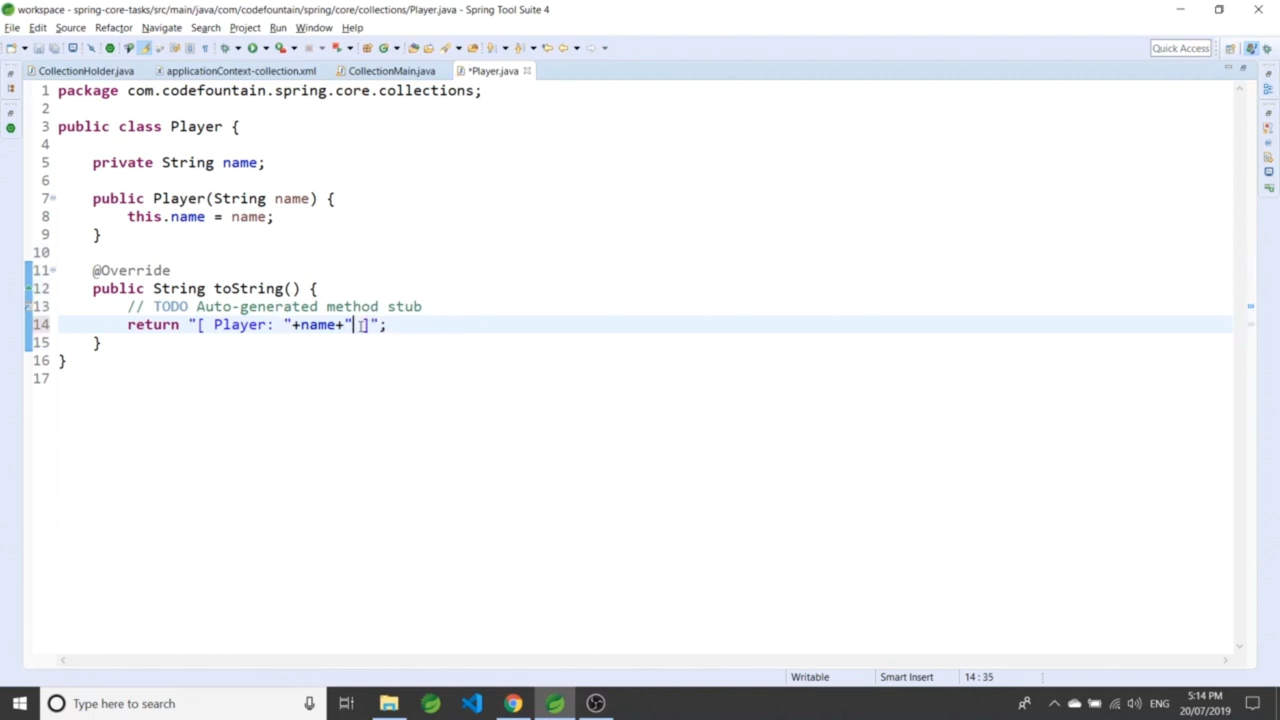 workspace - spring-core-tasks/src/main/java/com/codefountain/spring/core/collections/Player.java - Spring Tool Suite 4
File Edit Source Refactor Navigate Search Project Run Window Help
Quick Access
CollectionHolder.java applicationContext-collection.xml CollectionMain.java *Player.java
1 package com.codefountain.spring.core.collections;
2
3 public class Player {
4
5 private String name;
6
7 public Player(String name) {
8 this.name = name;
9 }
10
11 @Override
12 public String toString() {
13 // TODO Auto-generated method stub
14 return "[ Player: "+name+" ]";
15 }
16 }
17
Writable Smart Insert 14 : 35
Type here to search ENG 5:14 PM
20/07/2019